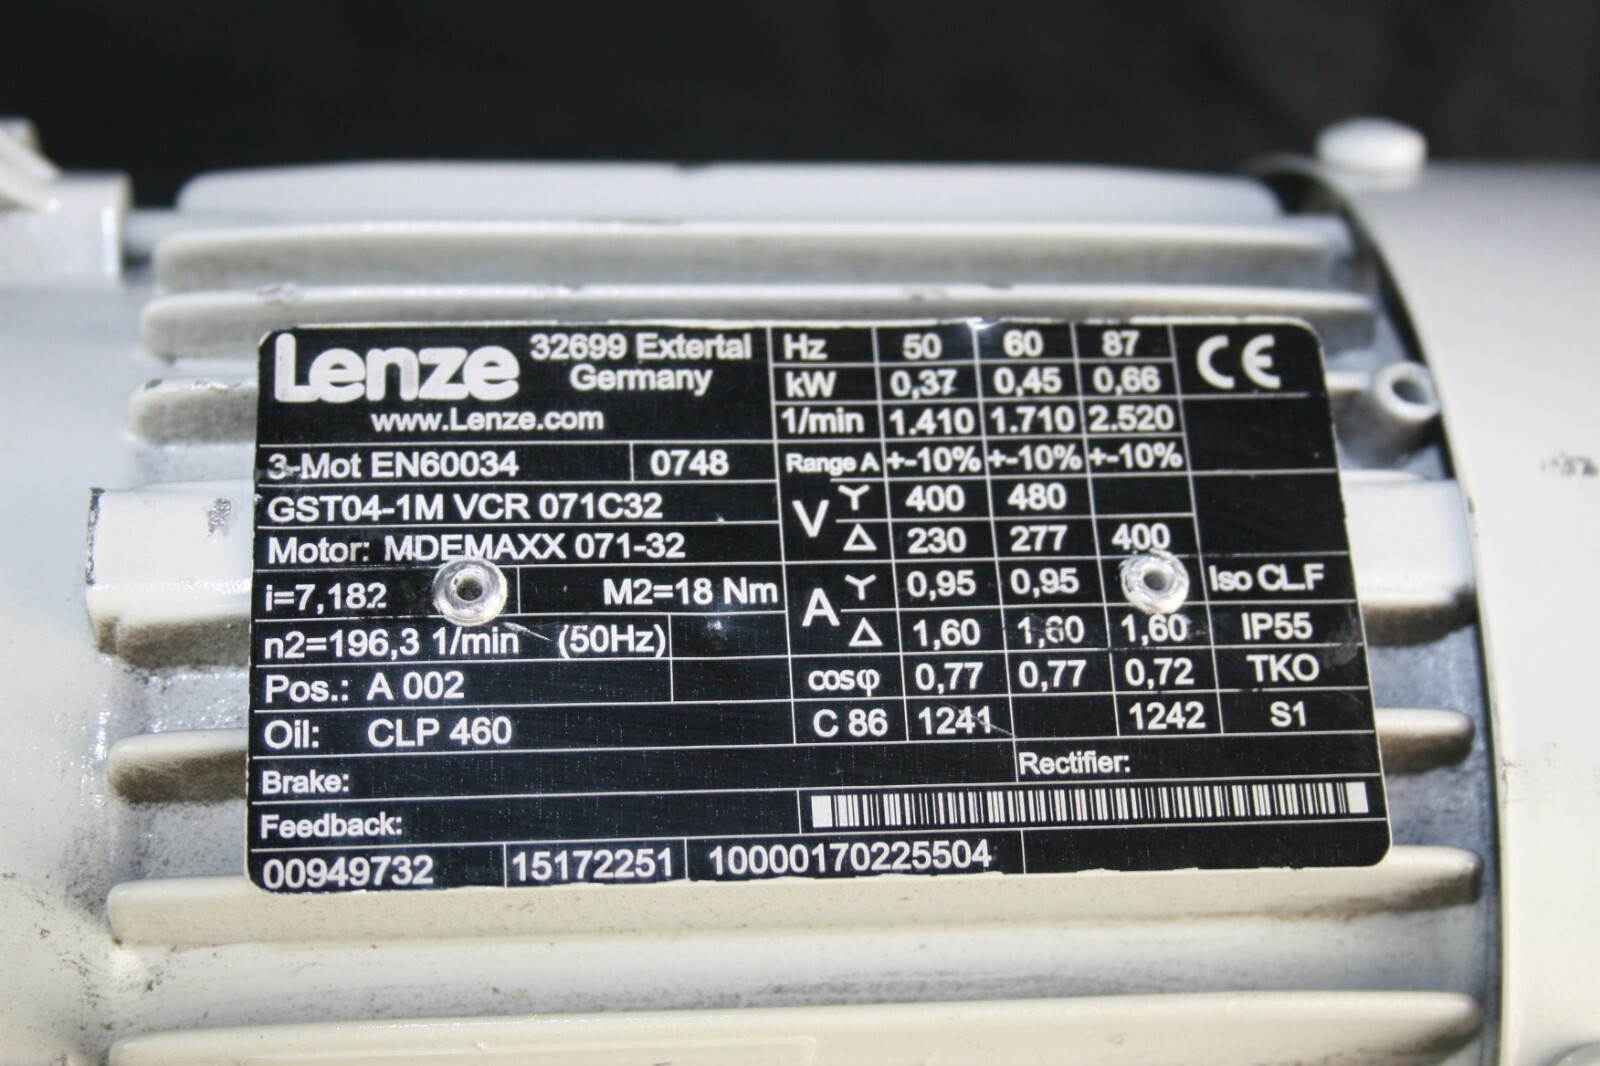 Lenze 32699 Extertal
Germany
www.Lenze.com
3~Mot EN60034 0748
GST04-1M VCR 071C32
Motor: MDEMAXX 071-32
i=7,182 M2=18 Nm
n2=196,3 1/min (50Hz)
Pos.: A 002
Oil: CLP 460
Brake:
Rectifier:
Feedback:
00949732 15172251 10000170225504
Hz 50 60 87 CE
kW 0,37 0,45 0,66
1/min 1.410 1.710 2.520
Range A +-10% +-10% +-10%
V Y 400 480
Δ 230 277 400
A Y 0,95 0,95 Iso CL.F
Δ 1,60 1,60 1,60 IP55
cosφ 0,77 0,77 0,72 TKO
C 86 1241 1242 S1